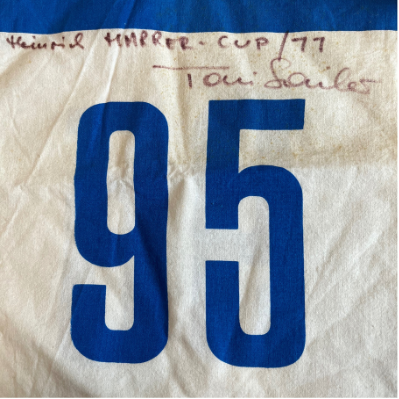 Heinrich HARRER-CUP/77
Toni Sailer
95